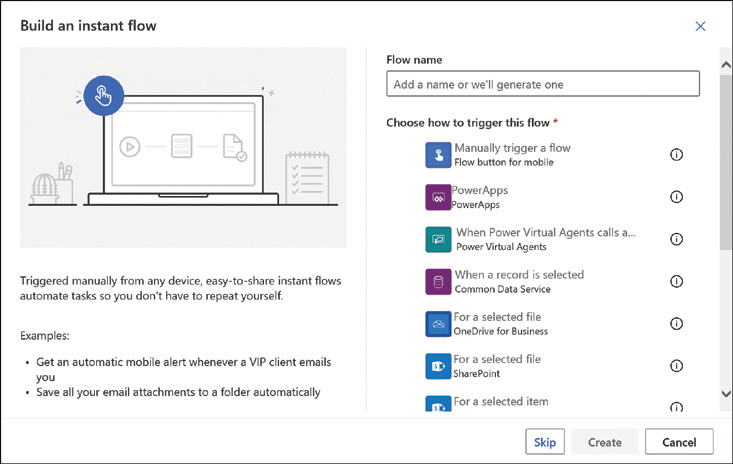 Build an instant flow
Triggered manually from any device, easy-to-share instant flows
automate tasks so you don't have to repeat yourself.
Examples:
• Get an automatic mobile alert whenever a VIP client emails
you
• Save all your email attachments to a folder automatically
Flow name
Add a name or we'll generate one
Choose how to trigger this flow *
Manually trigger a flow
Flow button for mobile
PowerApps
PowerApps
When Power Virtual Agents calls a...
Power Virtual Agents
When a record is selected
Common Data Service
For a selected file
OneDrive for Business
For a selected file
SharePoint
For a selected item
Skip
Create
Cancel